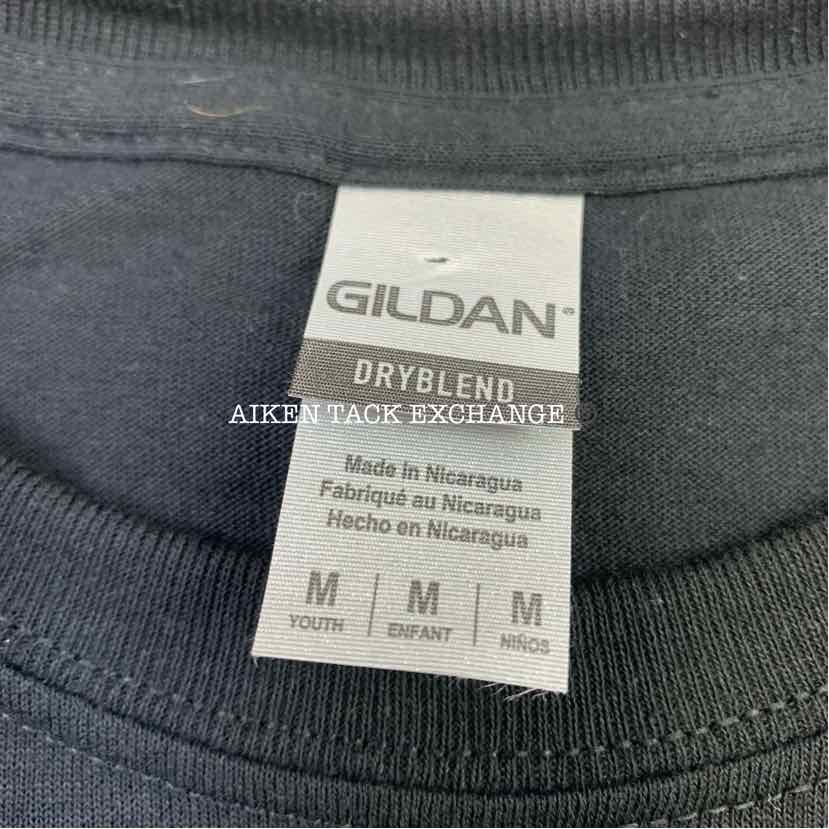 GILDAN®
DRYBLEND
AIKEN TACK EXCHANGE ©
Made in Nicaragua
Fabriqué au Nicaragua
Hecho en Nicaragua
M | M | M
YOUTH | ENFANT | NIÑOS